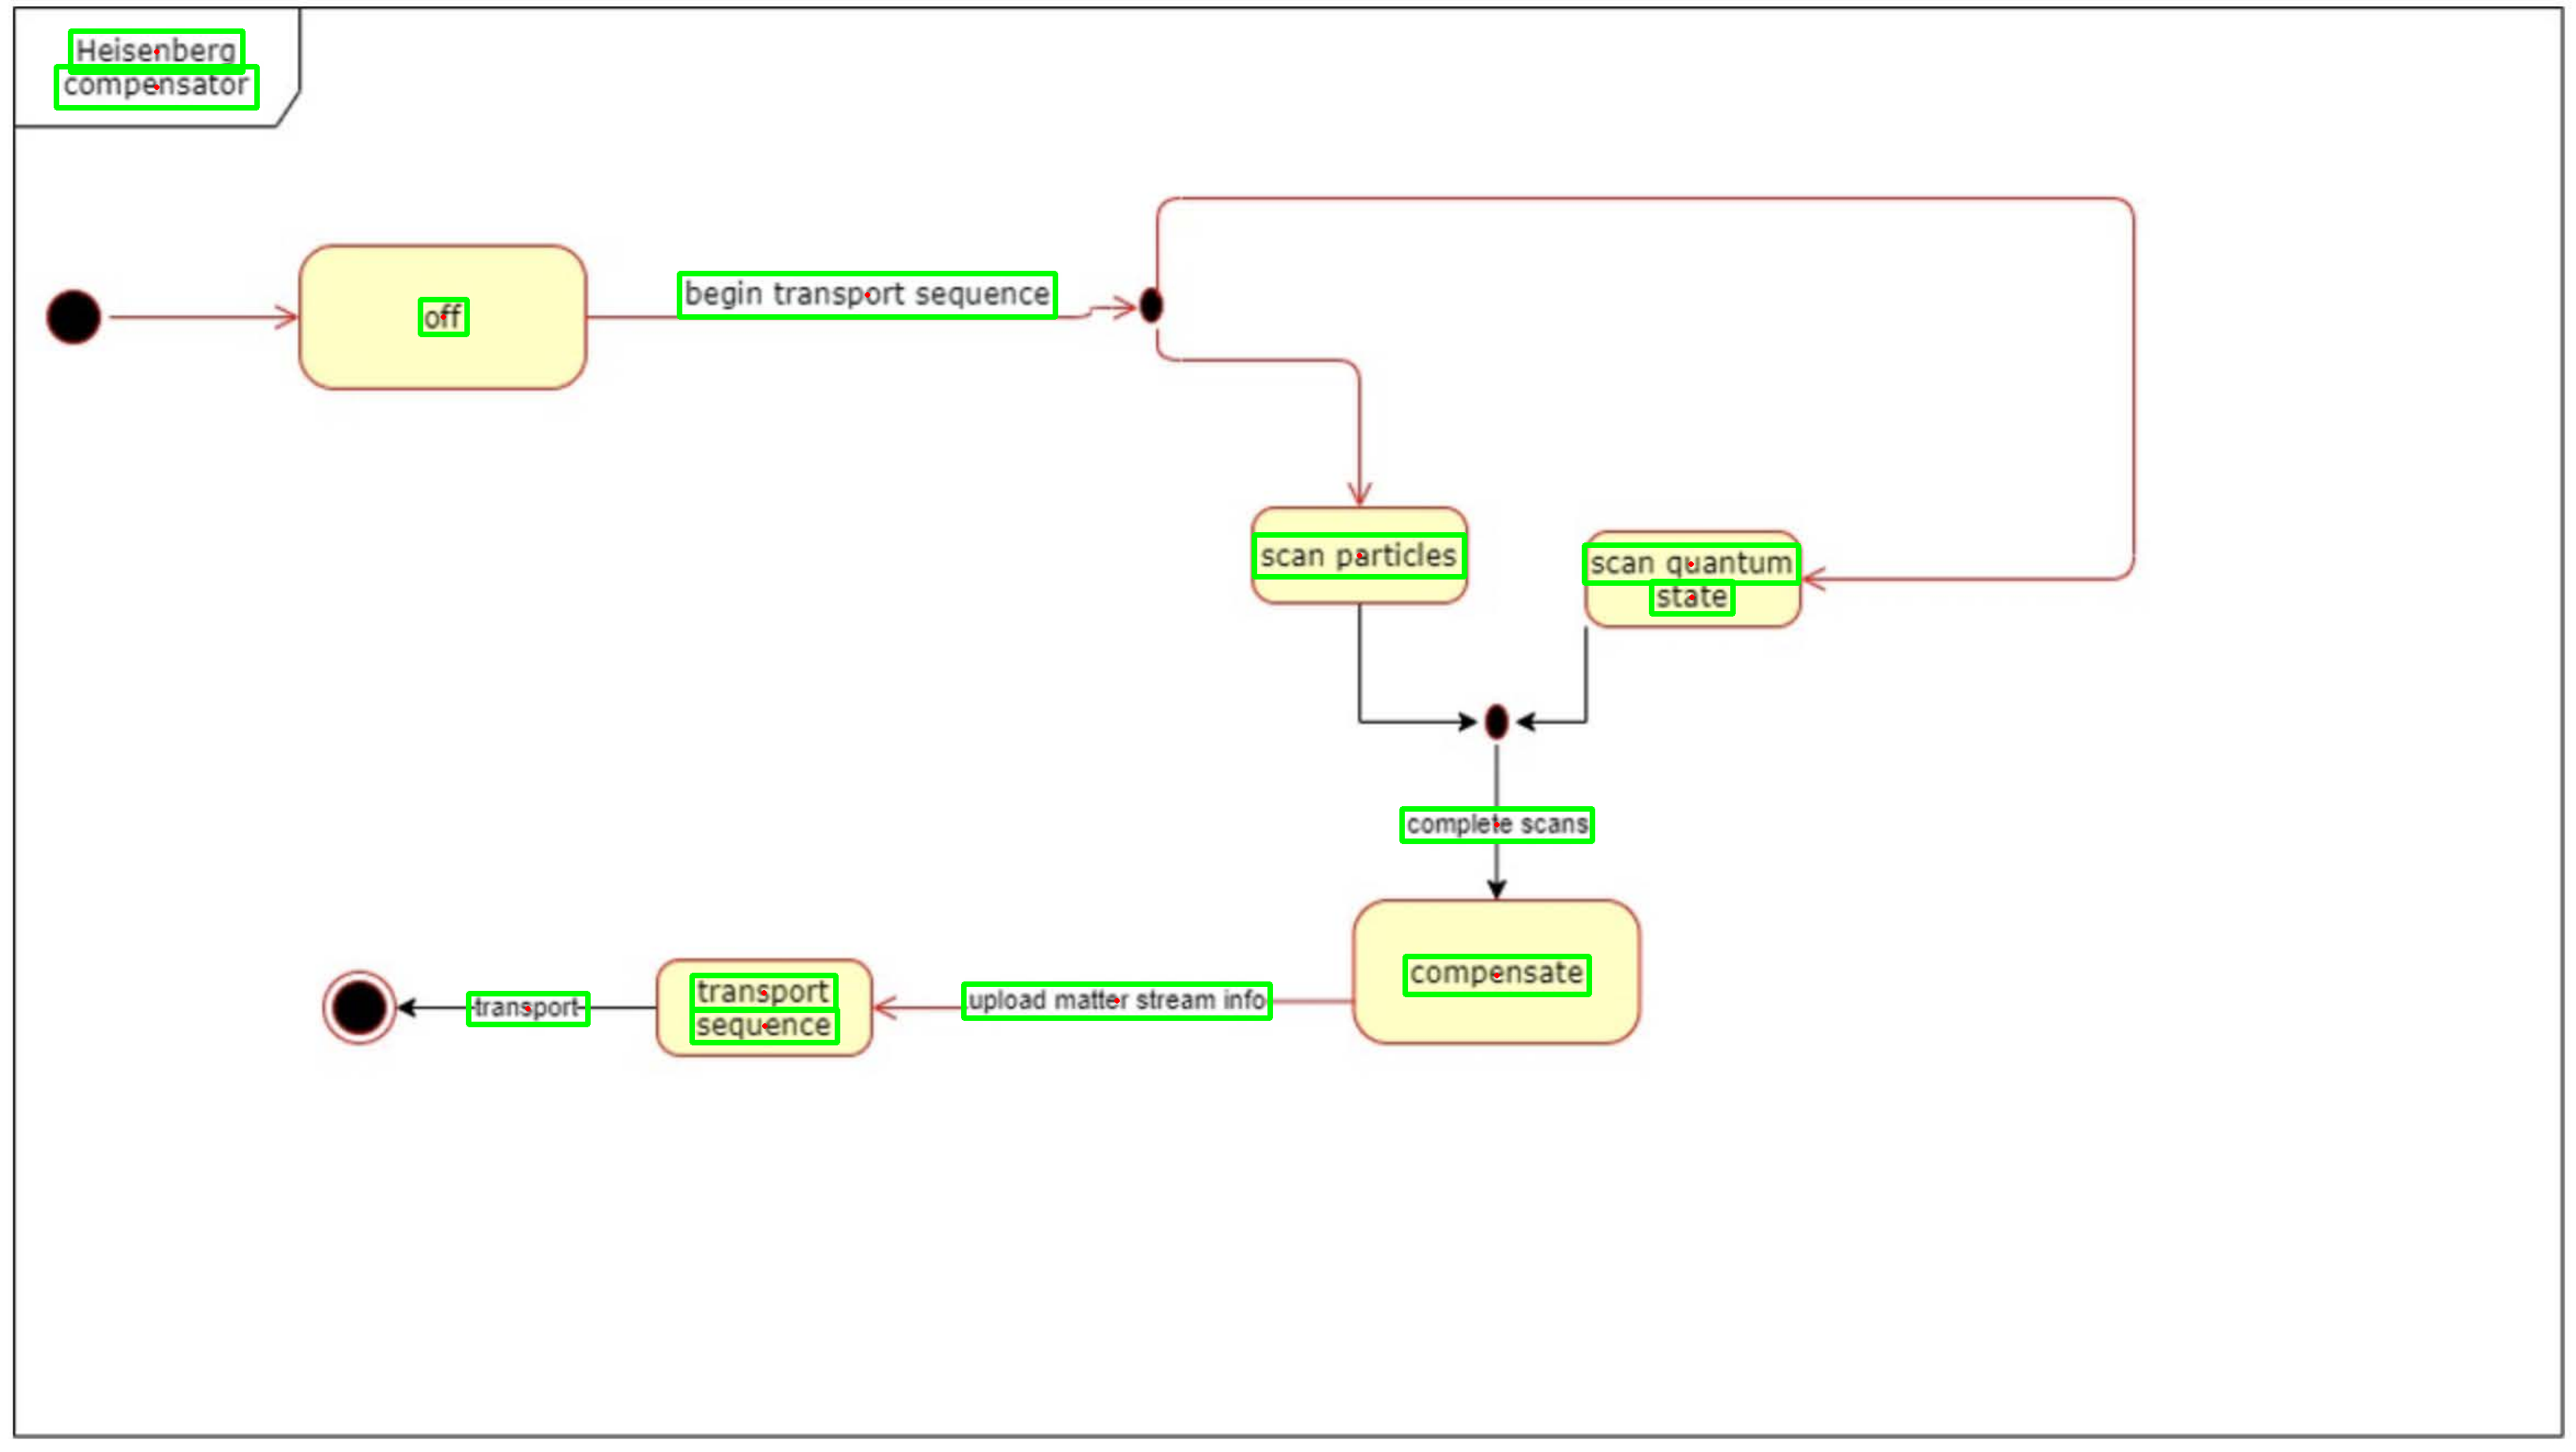 Heisenberg
compensator
off
begin transport sequence
scan particles
scan quantum
state
complete scans
compensate
upload matter stream info
transport
sequence
transport